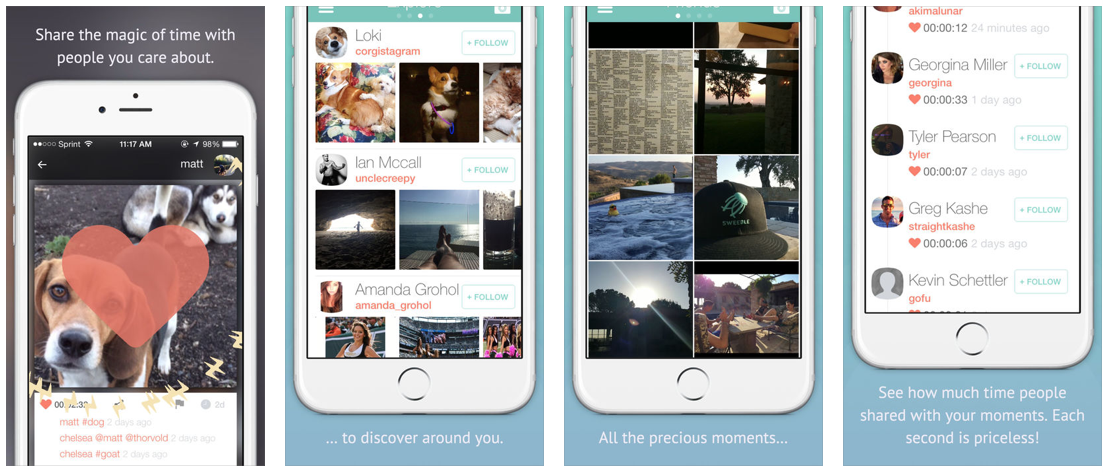 Share the magic of time with
people you care about.
Sprint
11:17 AM
98%
matt
matt #dog 2 days ago
2d
chelsea @matt @thorvold 2 days ago
chelsea #goat 2 days ago
Loki
corgistagram
+ FOLLOW
Ian Mccall
unclecreepy
+ FOLLOW
Amanda Grohol
amanda_grohol
+ FOLLOW
... to discover around you.
All the precious moments...
akimalunar
00:00:12 24 minutes ago
Georgina Miller
georgina
+ FOLLOW
00:00:33 1 day ago
Tyler Pearson
tyler
+ FOLLOW
00:00:07 2 days ago
Greg Kashe
straightkashe
+ FOLLOW
00:00:06 2 days ago
Kevin Schettler
gofu
+ FOLLOW
See how much time people
shared with your moments. Each
second is priceless!